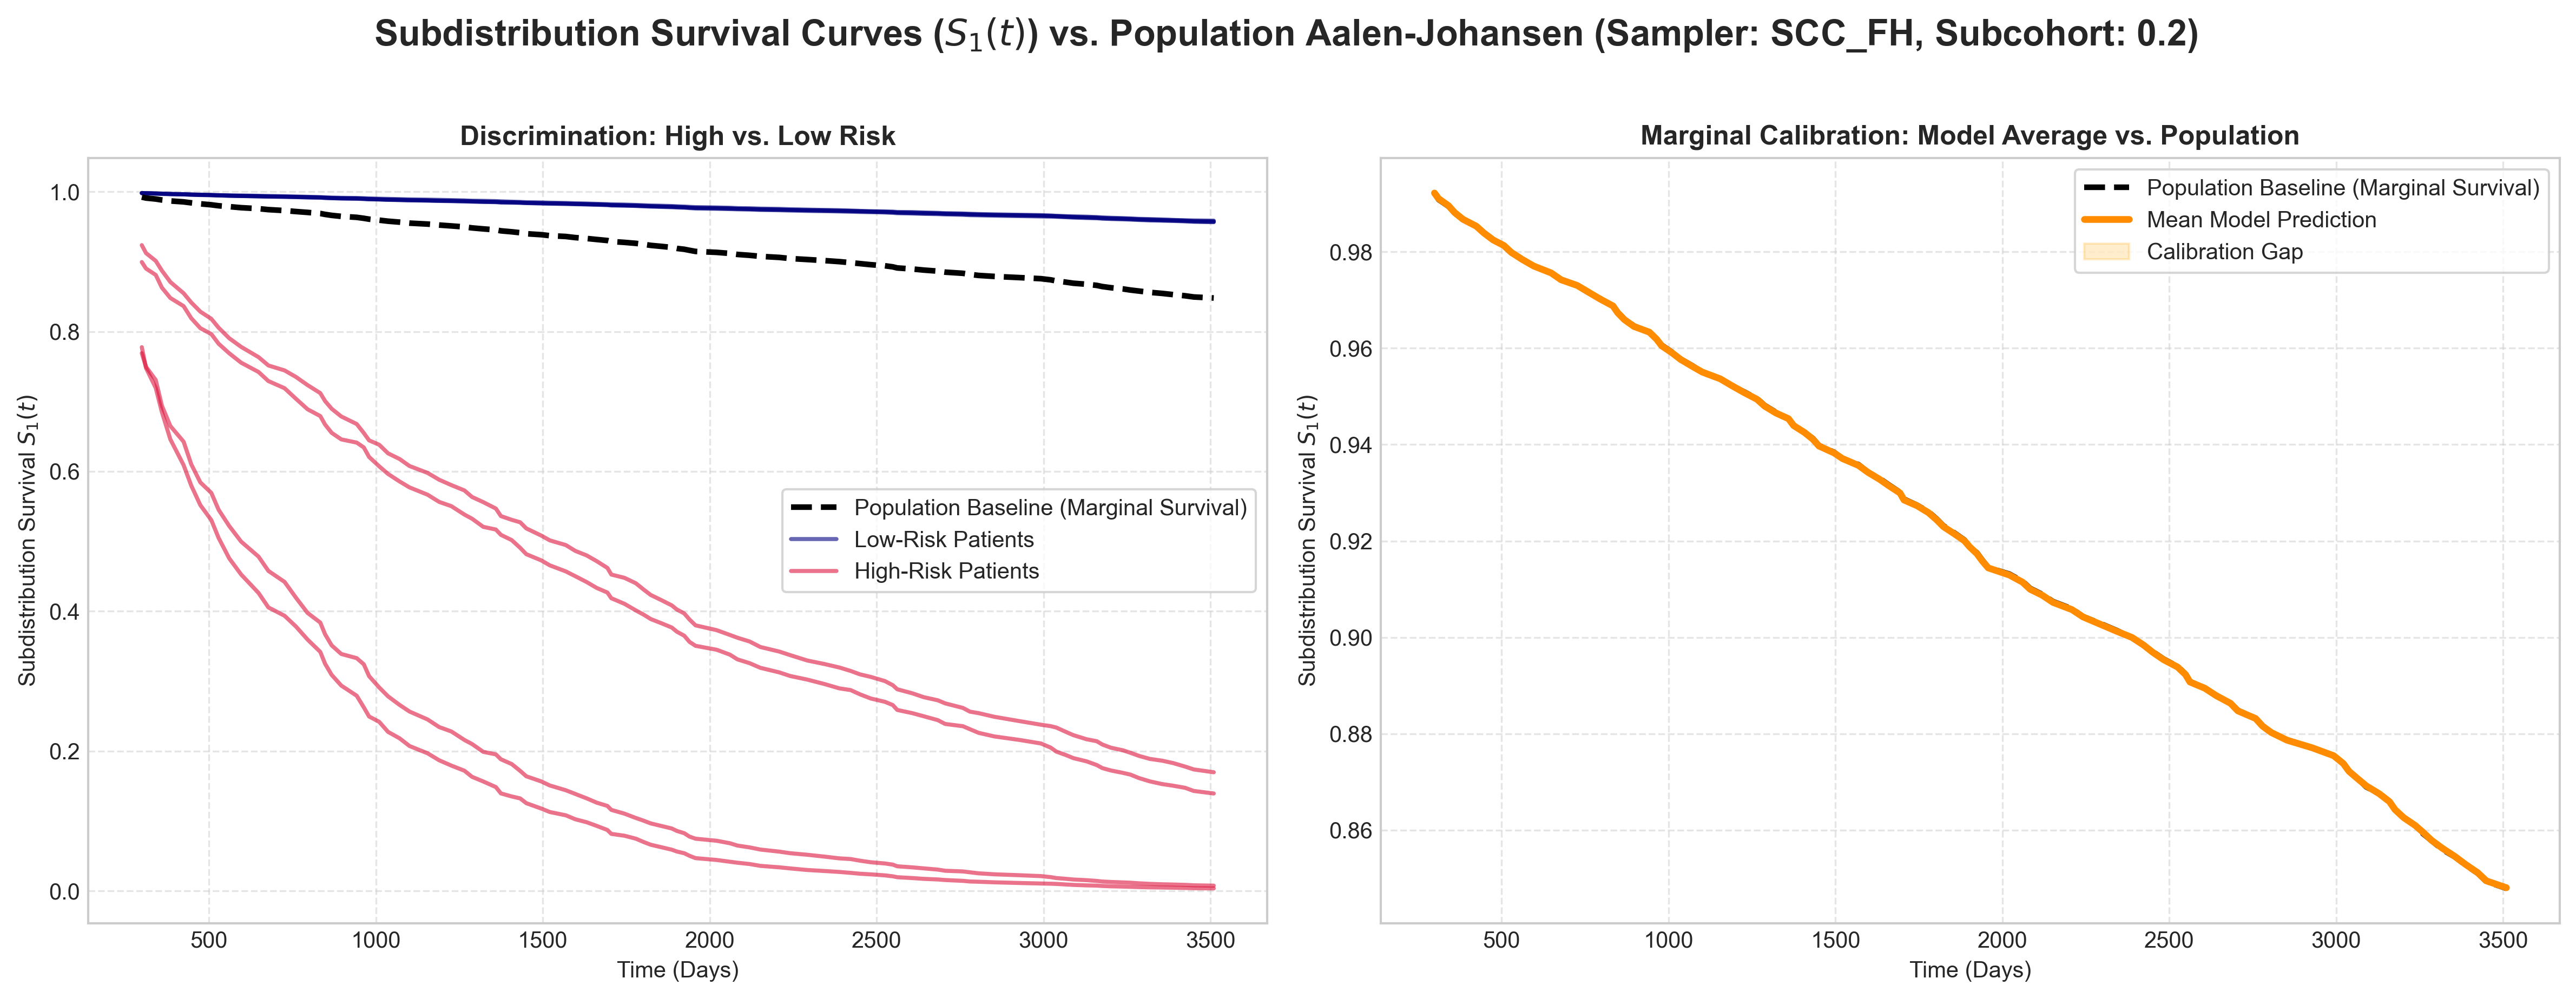 Subdistribution Survival Curves (S₁(t)) vs. Population Aalen-Johansen (Sampler: SCC_FH, Subcohort: 0.2)
Discrimination: High vs. Low Risk
Subdistribution Survival S₁(t)
1.0
0.8
0.6
0.4
0.2
0.0
Population Baseline (Marginal Survival)
Low-Risk Patients
High-Risk Patients
500 1000 1500 2000 2500 3000 3500
Time (Days)
Marginal Calibration: Model Average vs. Population
Subdistribution Survival S₁(t)
0.98
0.96
0.94
0.92
0.90
0.88
0.86
Population Baseline (Marginal Survival)
Mean Model Prediction
Calibration Gap
500 1000 1500 2000 2500 3000 3500
Time (Days)